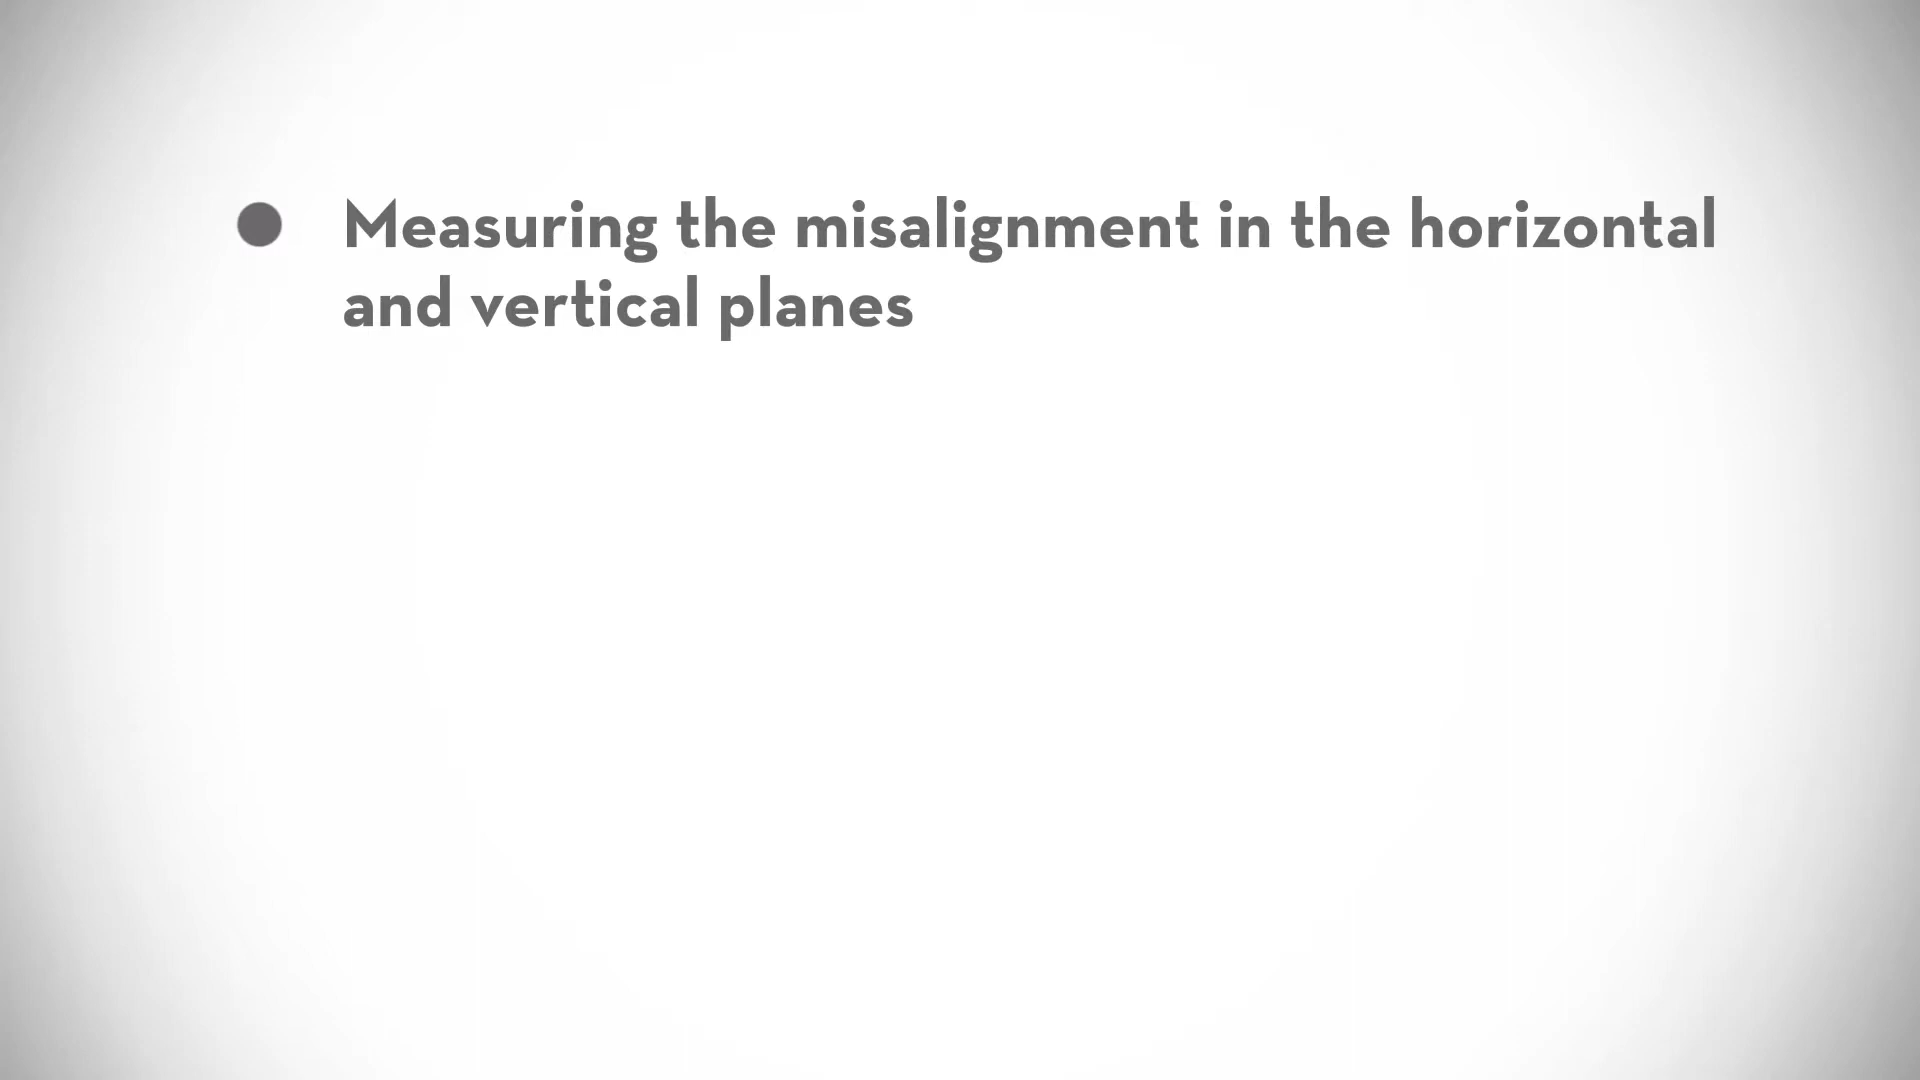 Measuring the misalignment in the horizontal
and vertical planes